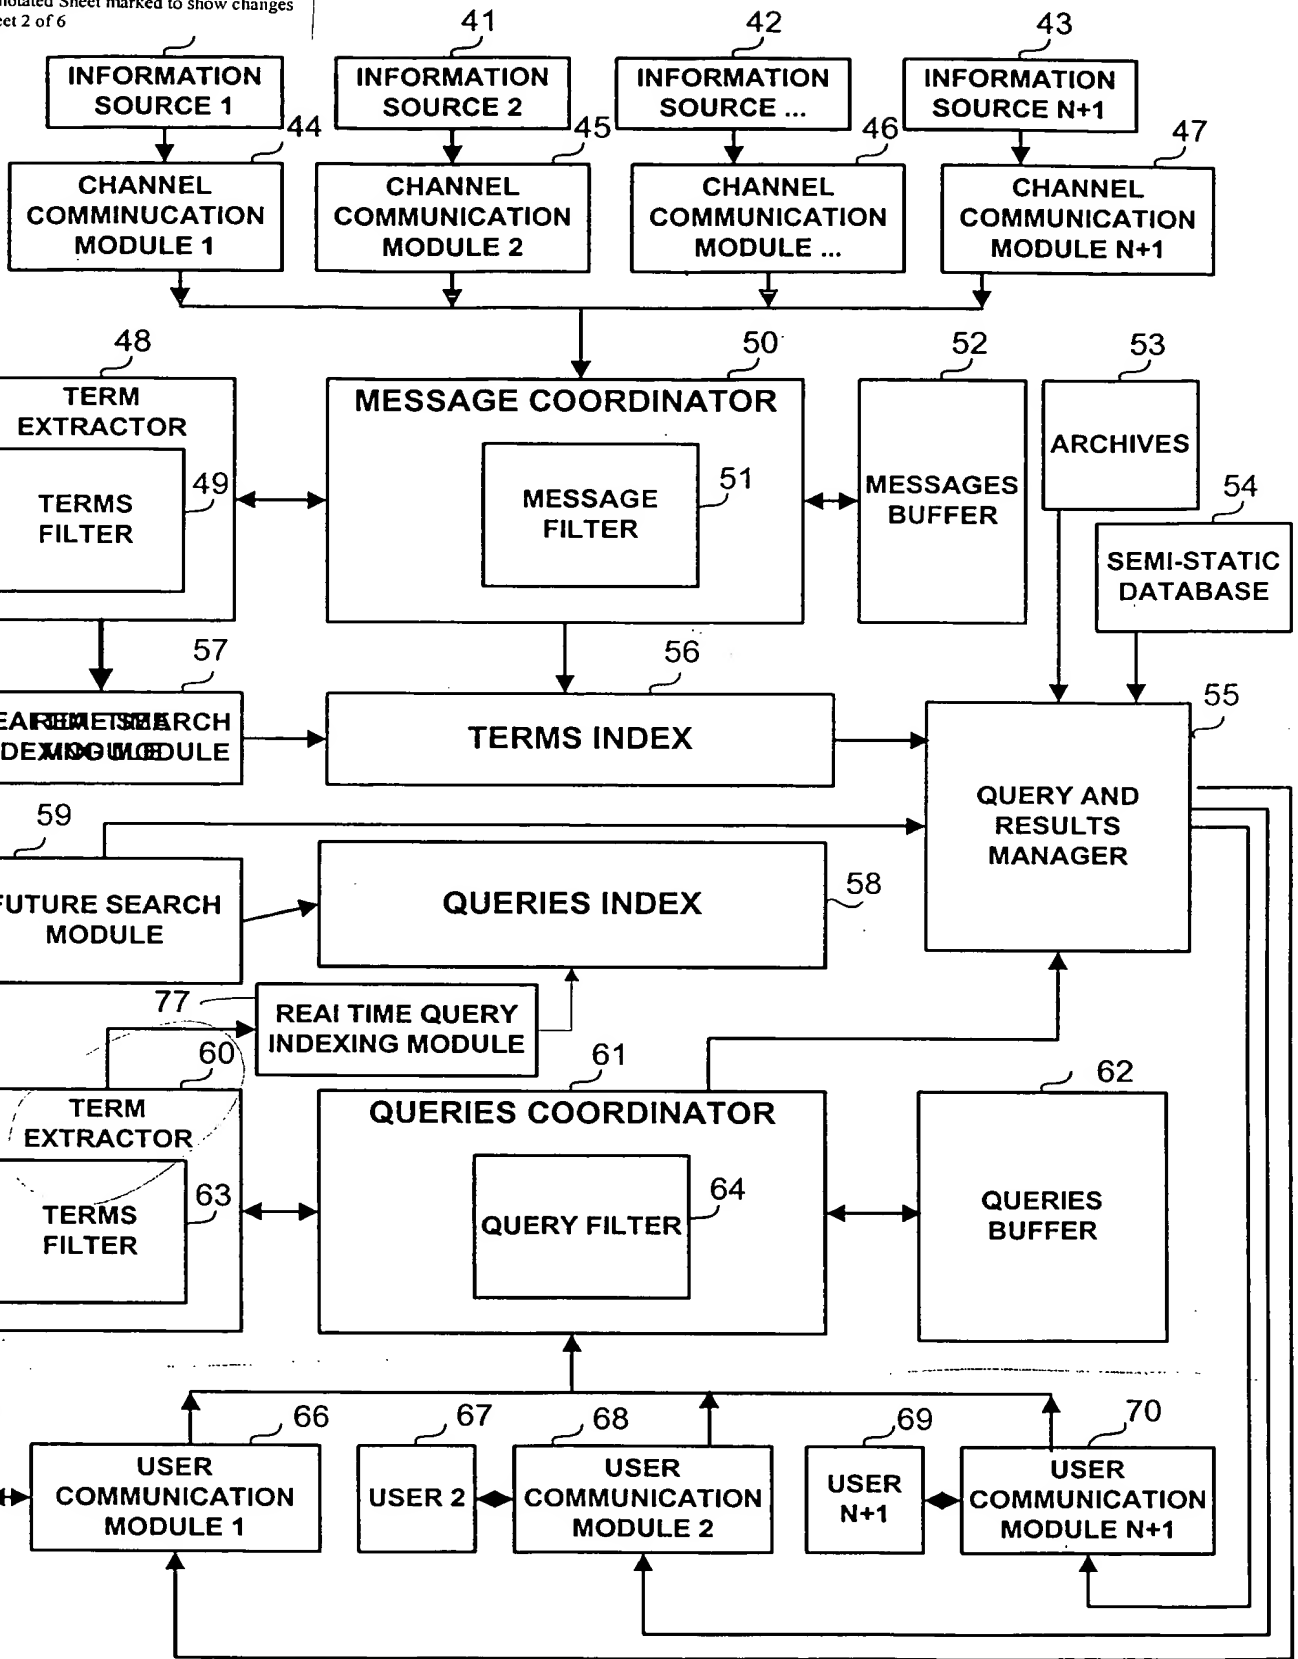 notated Sheet marked to show changes
eet 2 of 6
41
42
43
INFORMATION
SOURCE 1
INFORMATION
SOURCE 2
INFORMATION
SOURCE ...
INFORMATION
SOURCE N+1
44
45
46
47
CHANNEL
COMMINUCATION
MODULE 1
CHANNEL
COMMUNICATION
MODULE 2
CHANNEL
COMMUNICATION
MODULE ...
CHANNEL
COMMUNICATION
MODULE N+1
48
50
52
53
TERM
EXTRACTOR
49
TERMS
FILTER
MESSAGE COORDINATOR
51
MESSAGE
FILTER
MESSAGES
BUFFER
ARCHIVES
54
SEMI-STATIC
DATABASE
57
56
55
MODULE
TERMS INDEX
QUERY AND
RESULTS
MANAGER
59
FUTURE SEARCH
MODULE
QUERIES INDEX
58
77
REAI TIME QUERY
INDEXING MODULE
60
61
62
TERM
EXTRACTOR
63
TERMS
FILTER
QUERIES COORDINATOR
64
QUERY FILTER
QUERIES
BUFFER
66
67
68
69
70
USER
COMMUNICATION
MODULE 1
USER 2
USER
COMMUNICATION
MODULE 2
USER
N+1
USER
COMMUNICATION
MODULE N+1